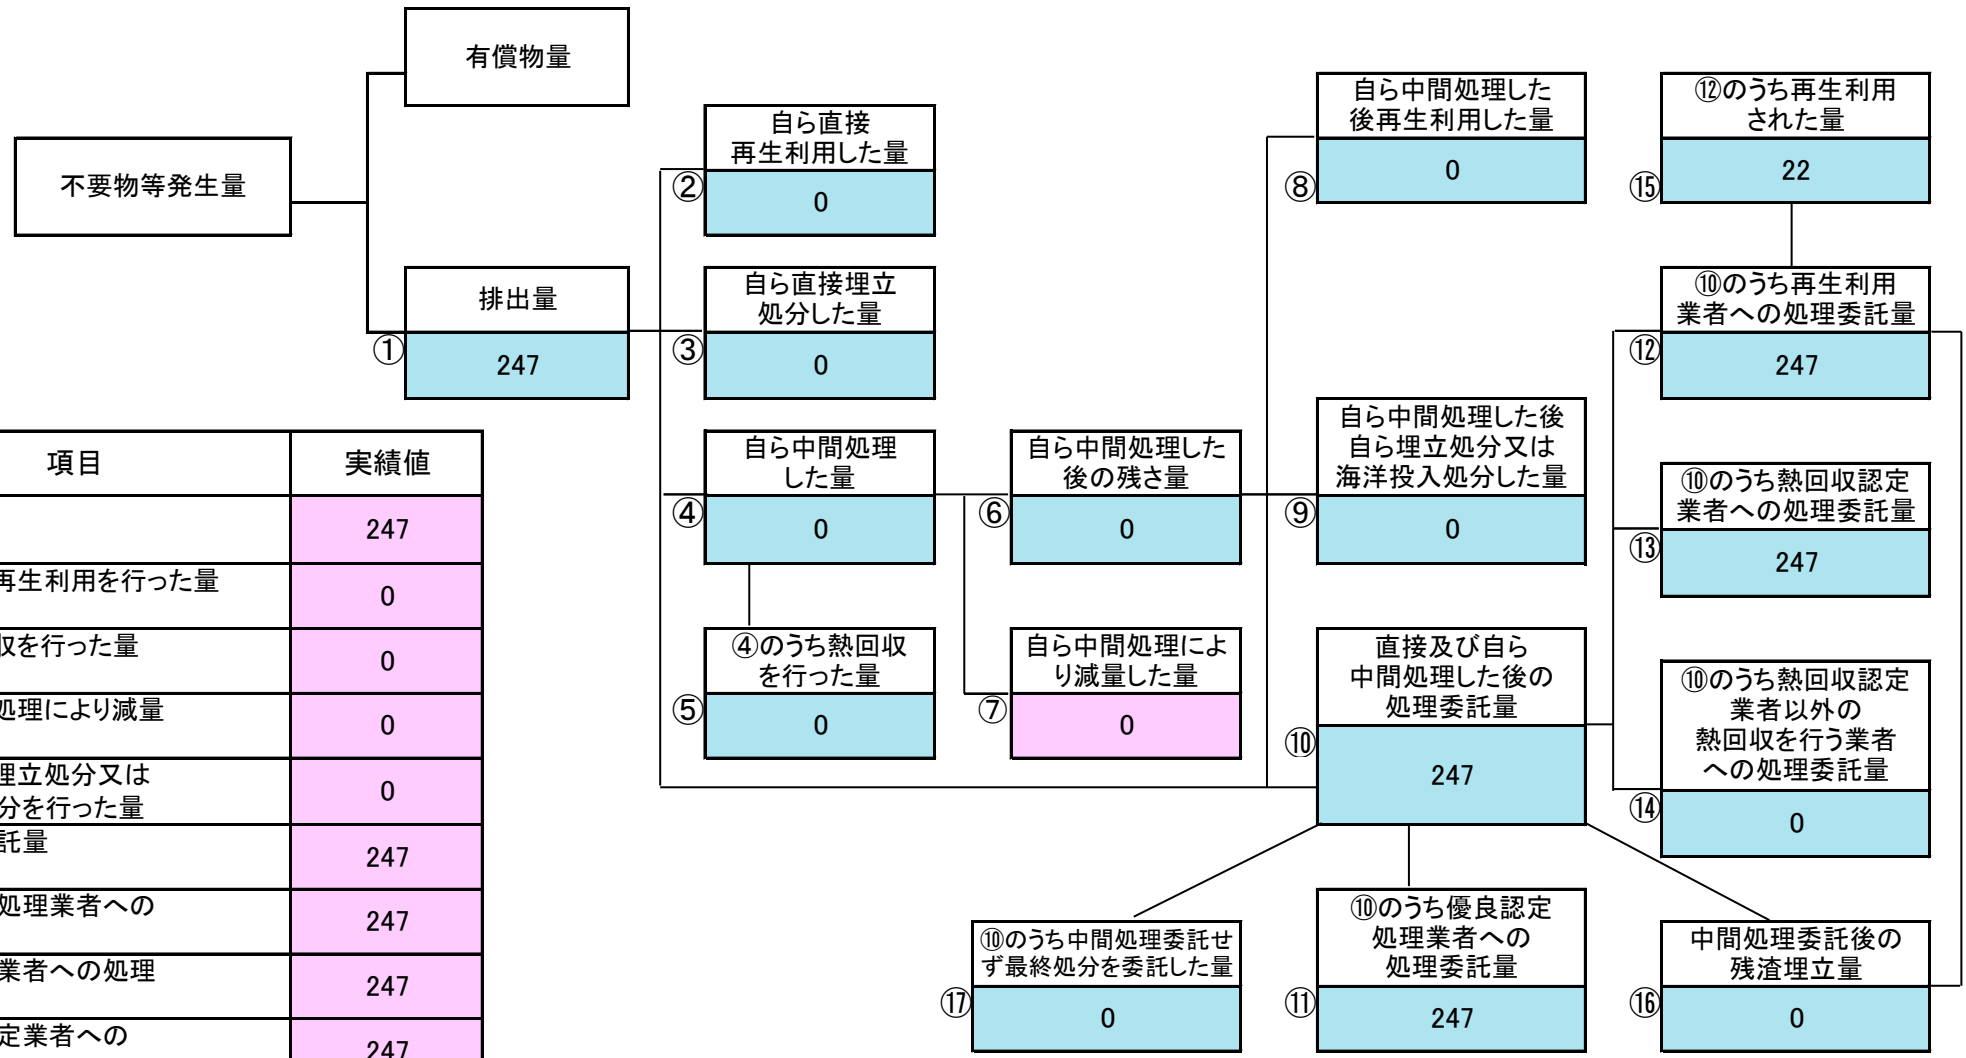 有償物量
不要物等発生量
排出量
①
247
自ら直接
再生利用した量
②
0
自ら直接埋立
処分した量
③
0
自ら中間処理
した量
④
0
④のうち熱回収
を行った量
⑤
0
自ら中間処理した
後の残さ量
⑥
0
自ら中間処理によ
り減量した量
⑦
0
自ら中間処理した
後再生利用した量
⑧
0
自ら中間処理した後
自ら埋立処分又は
海洋投入処分した量
⑨
0
直接及び自ら
中間処理した後の
処理委託量
⑩
247
⑩のうち優良認定
処理業者への
処理委託量
⑪
247
⑫のうち再生利用
された量
⑮
22
⑩のうち再生利用
業者への処理委託量
⑫
247
⑩のうち熱回収認定
業者への処理委託量
⑬
247
⑩のうち熱回収認定
業者以外の
熱回収を行う業者
への処理委託量
⑭
0
中間処理委託後の
残渣埋立量
⑯
0
⑩のうち中間処理委託せ
ず最終処分を委託した量
⑰
0
項目 実績値
247
再生利用を行った量
0
収を行った量
0
処理により減量
0
埋立処分又は
分を行った量
0
託量
247
処理業者への
247
業者への処理
247
定業者への
247